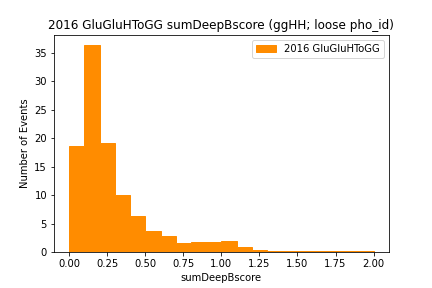 2016 GluGluHToGG sumDeepBscore (ggHH; loose pho_id)
2016 GluGluHToGG
Number of Events
35
30
25
20
15
10
5
0
0.00 0.25 0.50 0.75 1.00 1.25 1.50 1.75 2.00
sumDeepBscore